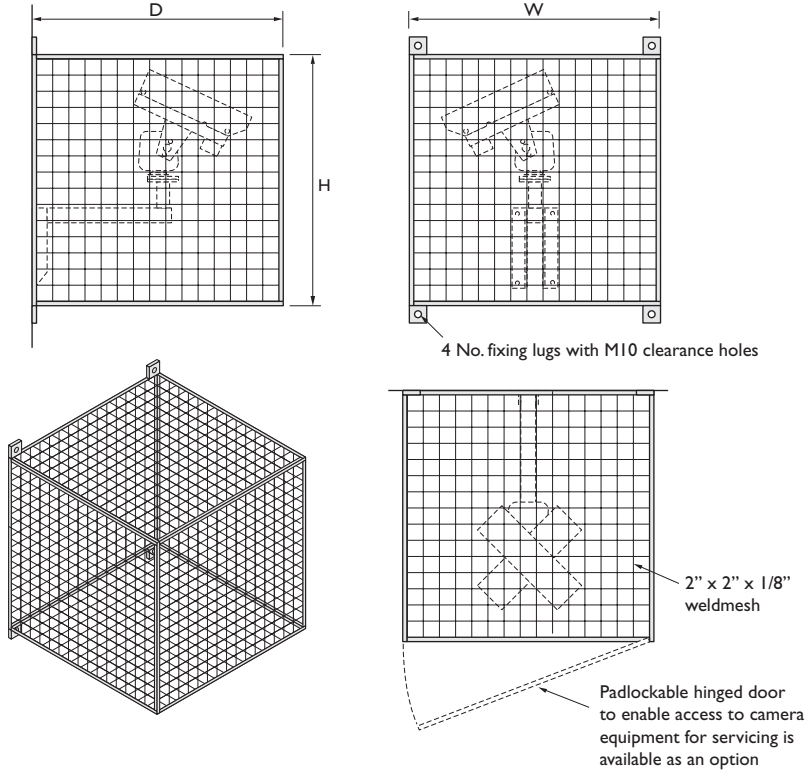 D
W
H
4 No. fixing lugs with M10 clearance holes
2” x 2” x 1/8”
weldmesh
Padlockable hinged door
to enable access to camera
equipment for servicing is
available as an option